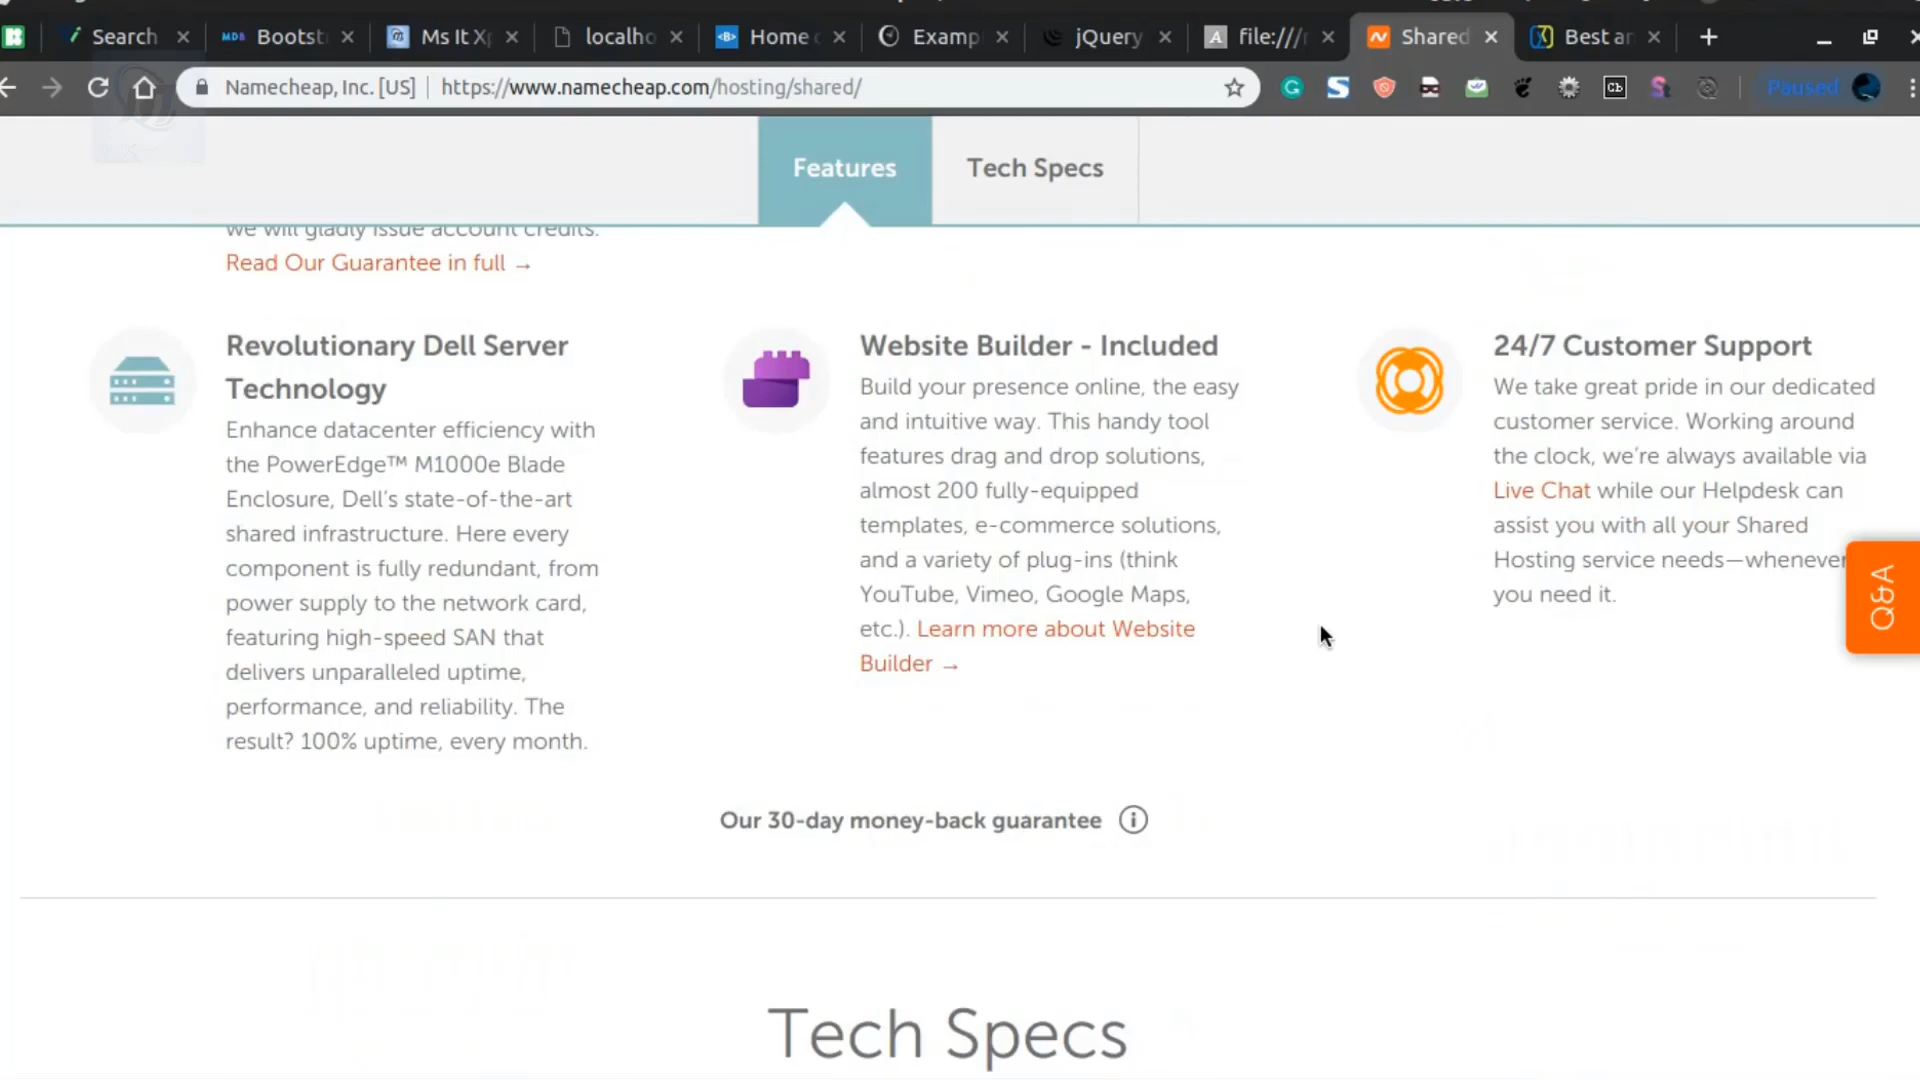 Search
MDB Bootst
Ms It Xp
localho
Home
Examp
jQuery
file:///
Shared
Best an
Namecheap, Inc. [US] https://www.namecheap.com/hosting/shared/
Paused
Features
Tech Specs
we will gladly issue account credits.
Read Our Guarantee in full →
Revolutionary Dell Server
Technology
Enhance datacenter efficiency with
the PowerEdge™ M1000e Blade
Enclosure, Dell's state-of-the-art
shared infrastructure. Here every
component is fully redundant, from
power supply to the network card,
featuring high-speed SAN that
delivers unparalleled uptime,
performance, and reliability. The
result? 100% uptime, every month.
Website Builder - Included
Build your presence online, the easy
and intuitive way. This handy tool
features drag and drop solutions,
almost 200 fully-equipped
templates, e-commerce solutions,
and a variety of plug-ins (think
YouTube, Vimeo, Google Maps,
etc.). Learn more about Website
Builder →
24/7 Customer Support
We take great pride in our dedicated
customer service. Working around
the clock, we're always available via
Live Chat while our Helpdesk can
assist you with all your Shared
Hosting service needs—whenever
you need it.
Q&A
Our 30-day money-back guarantee
Tech Specs